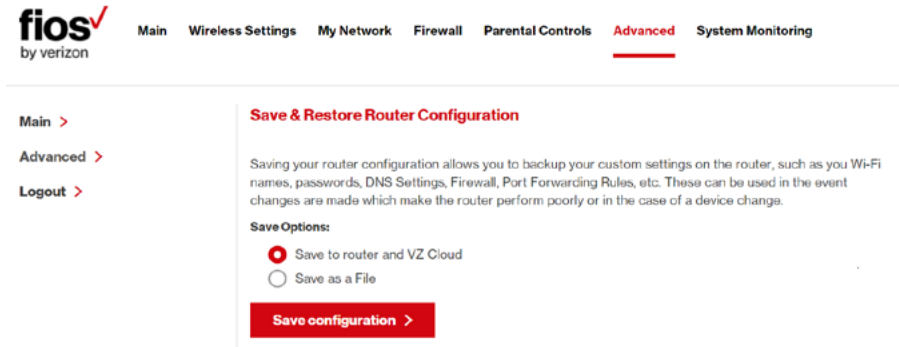 fios
by verizon
Main Wireless Settings My Network Firewall Parental Controls Advanced System Monitoring
Main >
Advanced >
Logout >
Save & Restore Router Configuration
Saving your router configuration allows you to backup your custom settings on the router, such as you Wi-Fi
names, passwords, DNS Settings, Firewall, Port Forwarding Rules, etc. These can be used in the event
changes are made which make the router perform poorly or in the case of a device change.
Save Options:
Save to router and VZ Cloud
Save as a File
Save configuration >